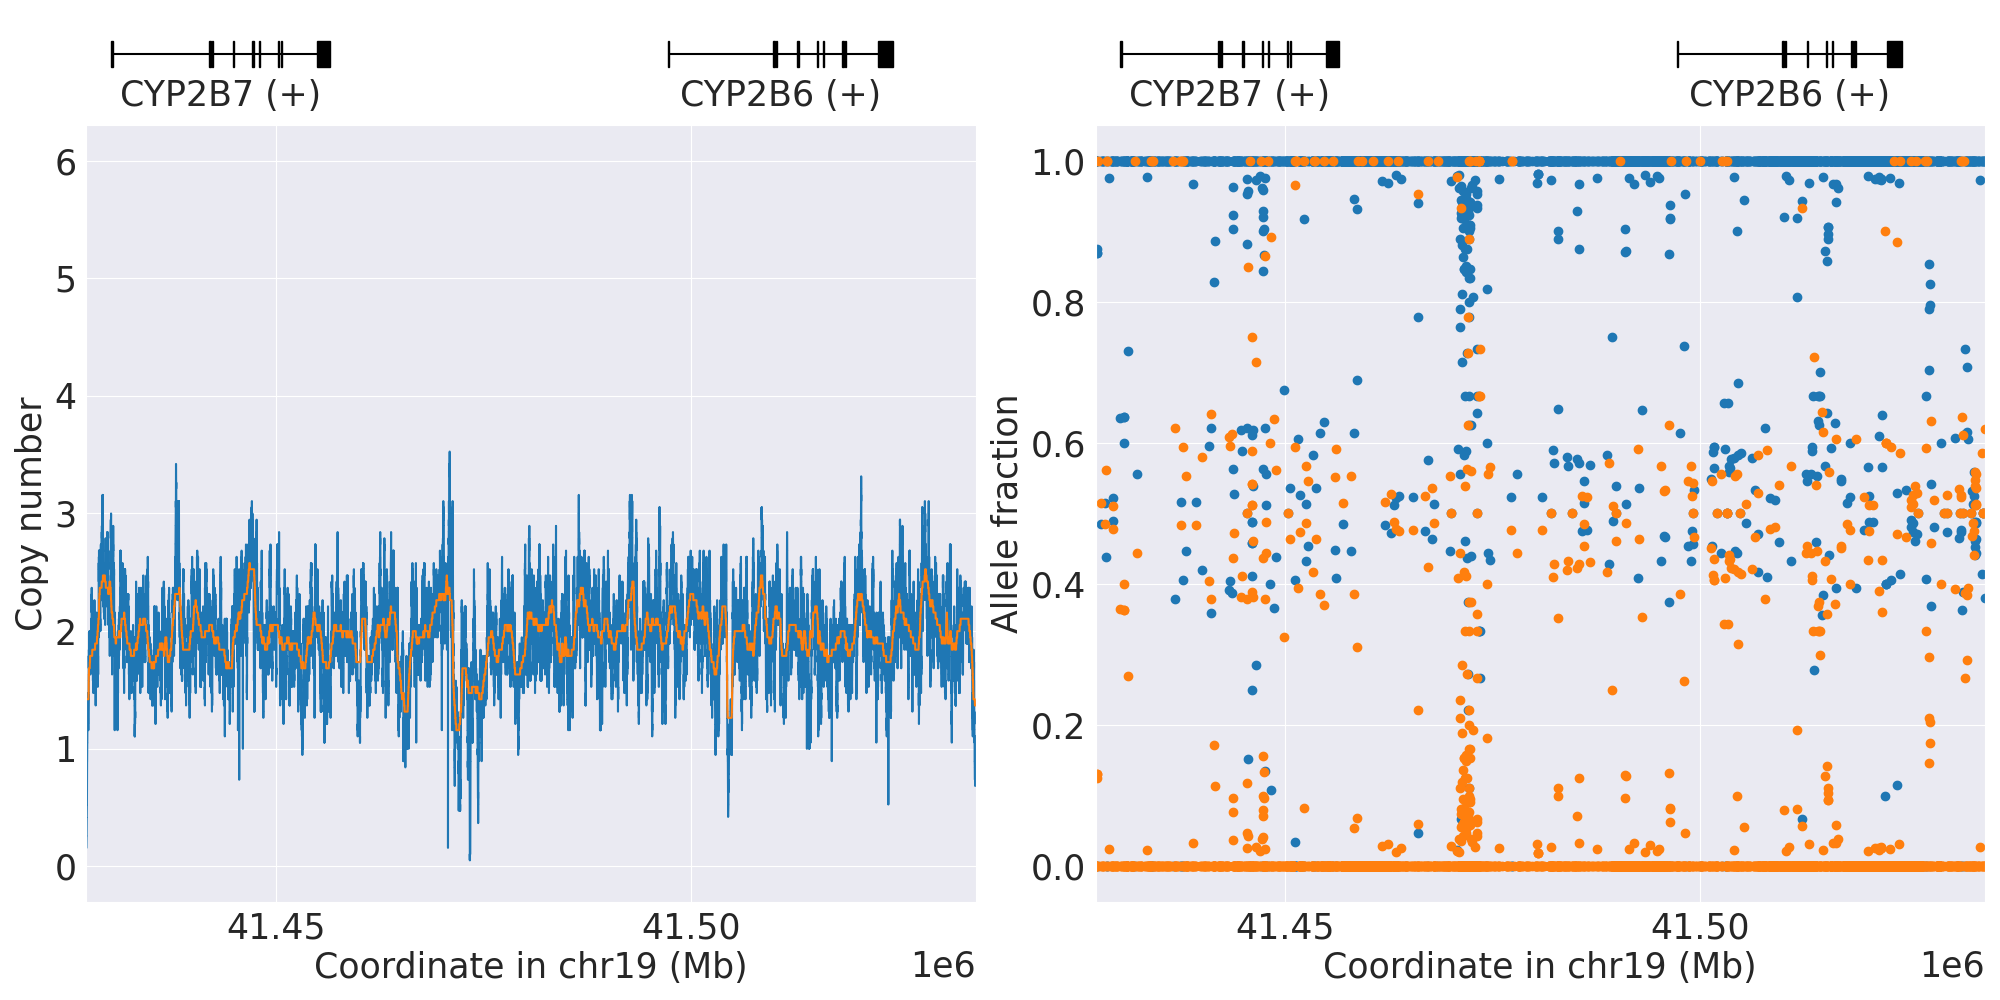 CYP2B7 (+)
CYP2B6 (+)
Copy number
6
5
4
3
2
1
0
41.45
41.50
Coordinate in chr19 (Mb)
1e6
CYP2B7 (+)
CYP2B6 (+)
Allele fraction
1.0
0.8
0.6
0.4
0.2
0.0
41.45
41.50
Coordinate in chr19 (Mb)
1e6